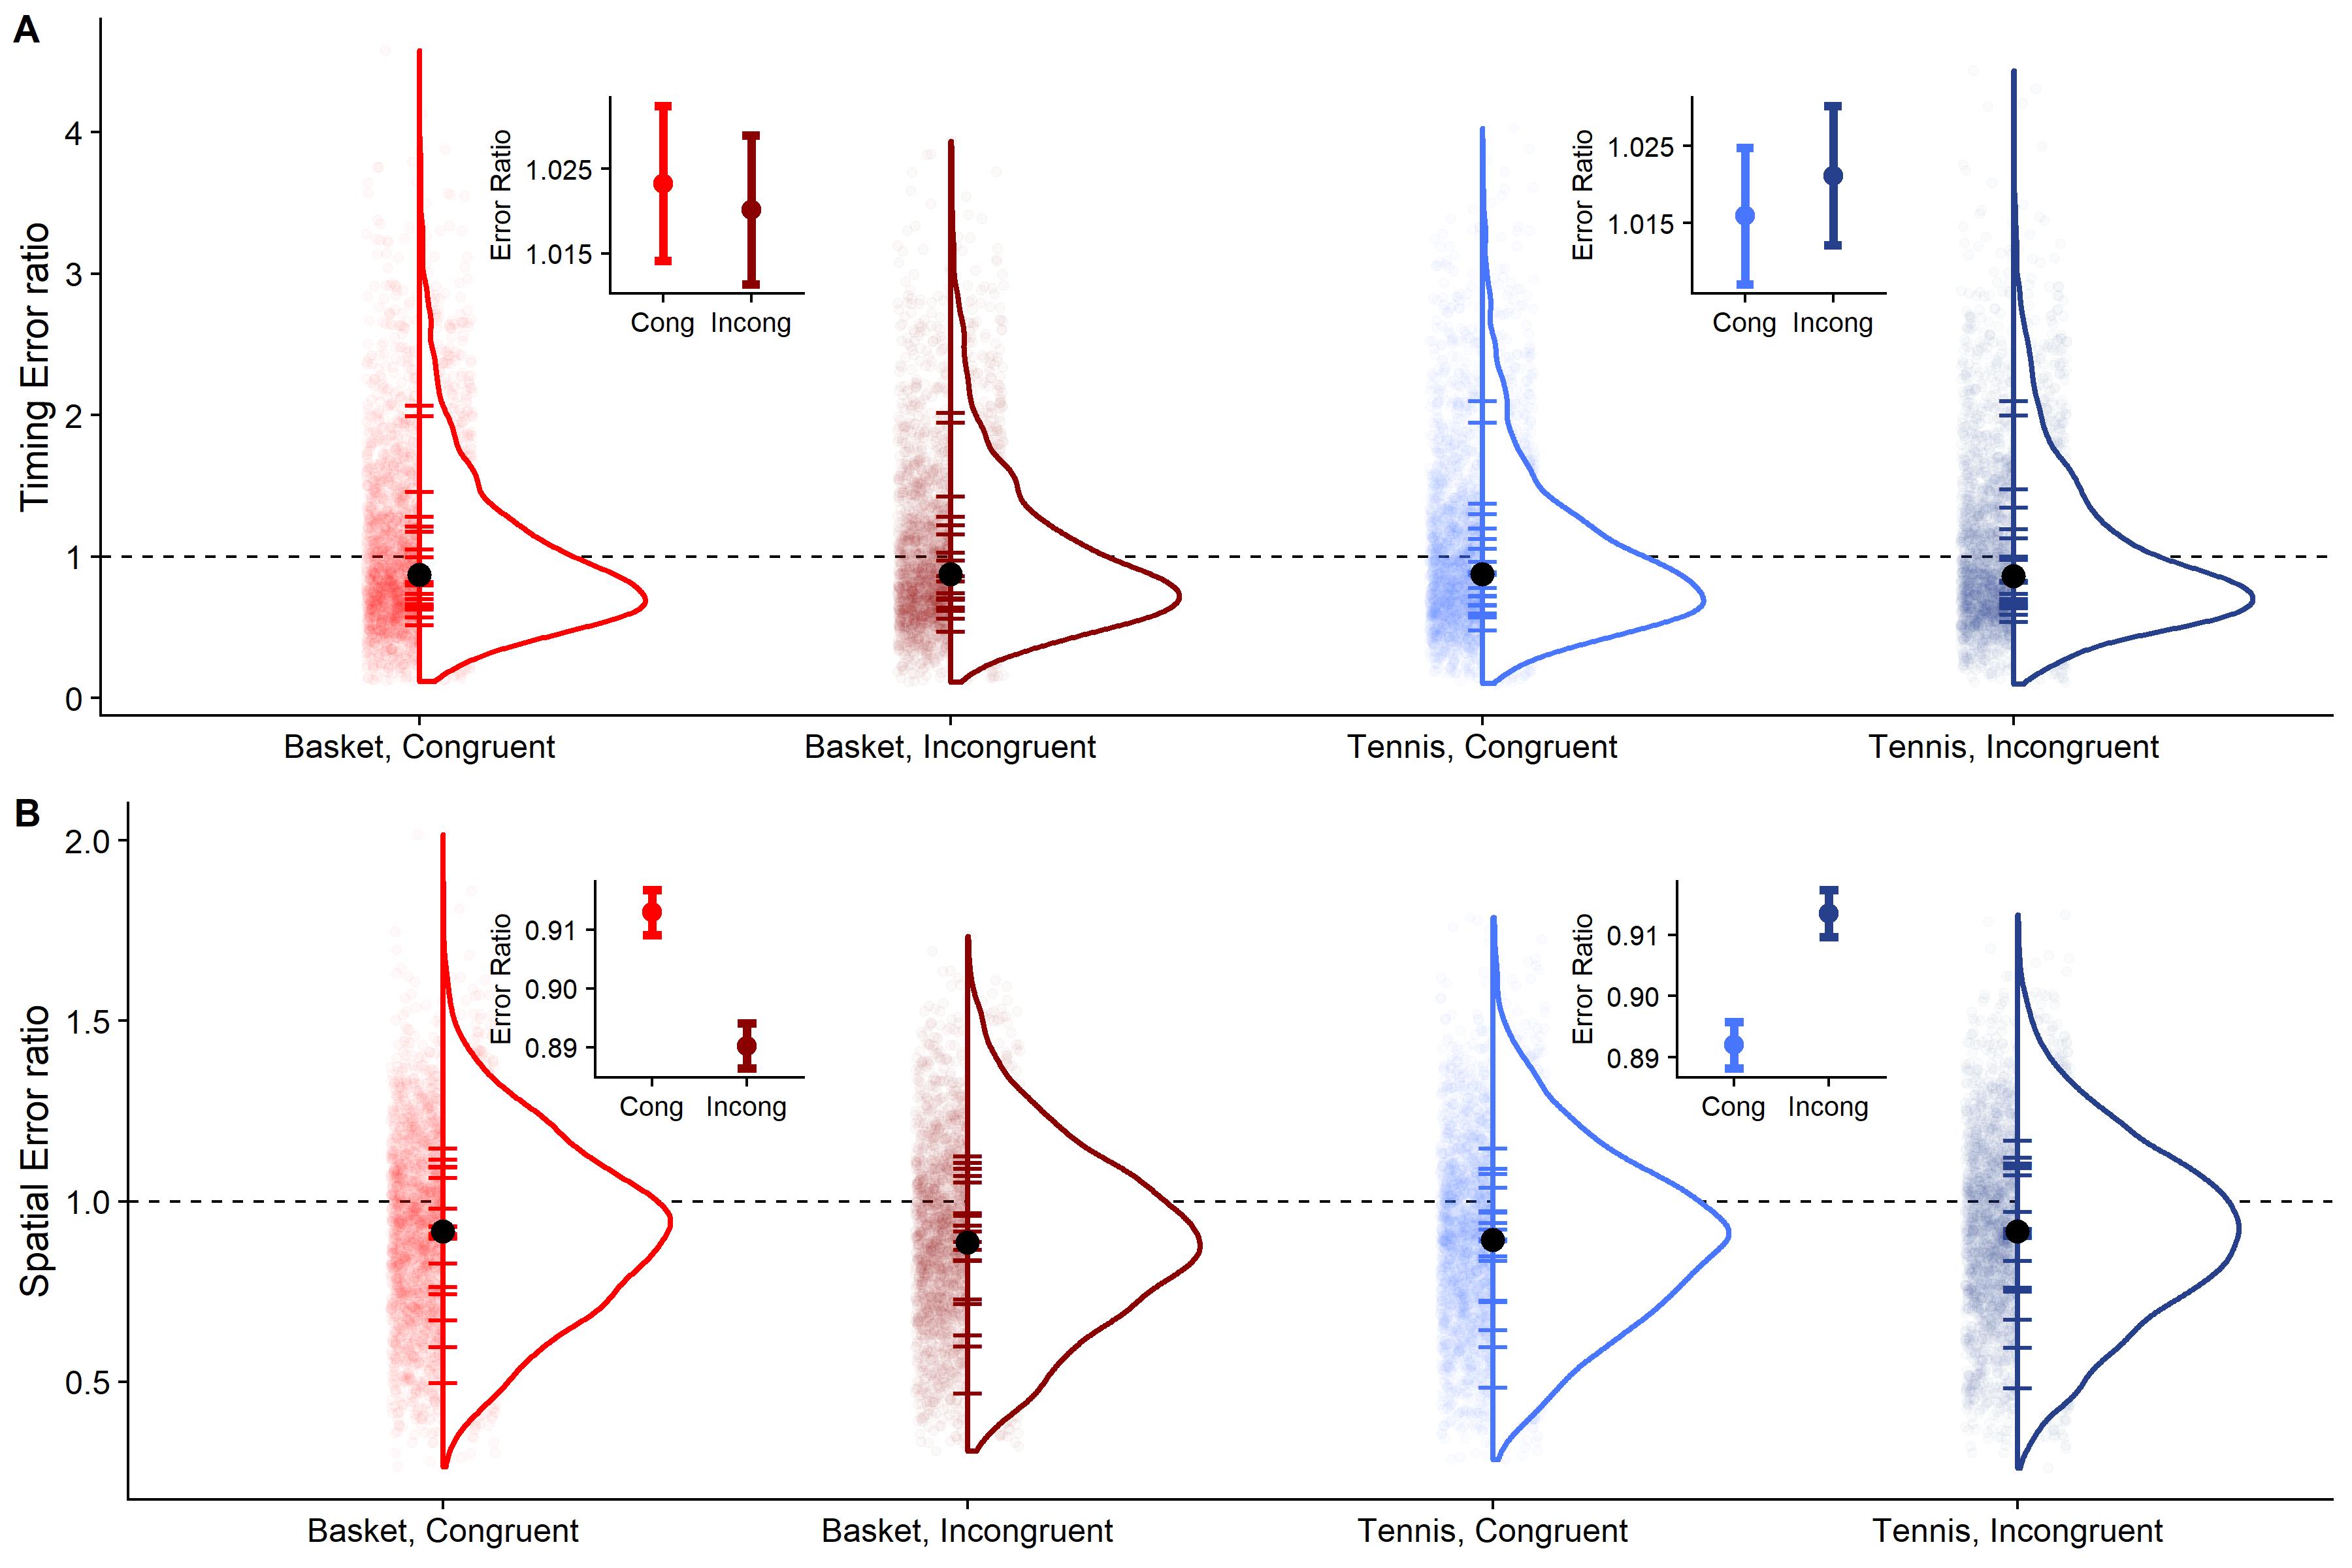 A
Timing Error ratio
4
3
2
1
0
Error Ratio
1.025
1.015
Cong Incong
Error Ratio
1.025
1.015
Cong Incong
Basket, Congruent
Basket, Incongruent
Tennis, Congruent
Tennis, Incongruent
B
Spatial Error ratio
2.0
1.5
1.0
0.5
Error Ratio
0.91
0.90
0.89
Cong Incong
Error Ratio
0.91
0.90
0.89
Cong Incong
Basket, Congruent
Basket, Incongruent
Tennis, Congruent
Tennis, Incongruent